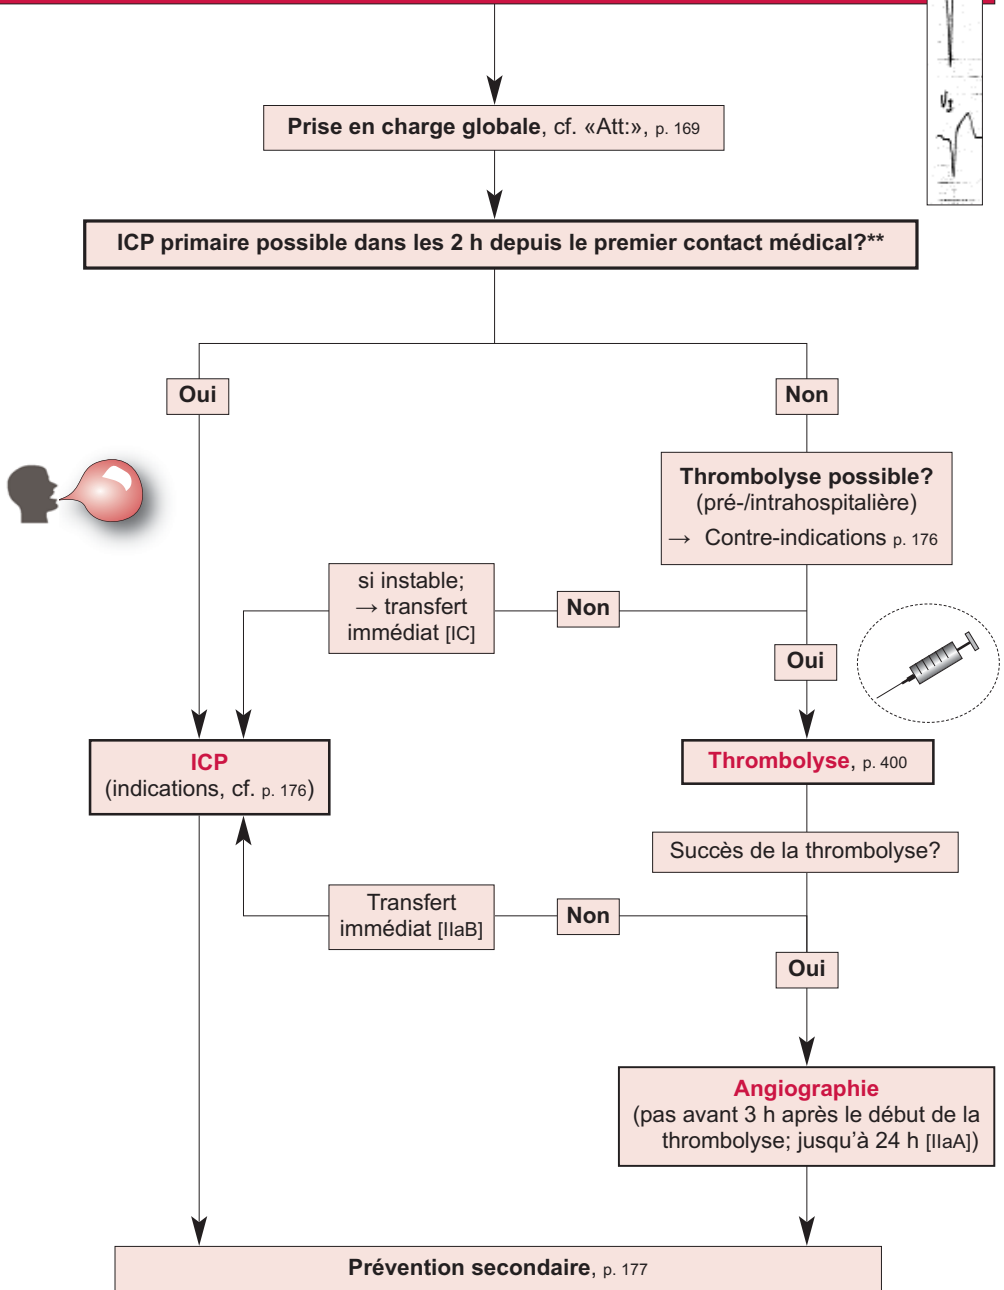 Prise en charge globale, cf. «Att:», p. 169
ICP primaire possible dans les 2 h depuis le premier contact médical?**
Oui
Non
Thrombolyse possible?
(pré-/intrahospitalière)
→ Contre-indications p. 176
si instable;
→ transfert
immédiat [IC]
Non
Oui
ICP
(indications, cf. p. 176)
Thrombolyse, p. 400
Succès de la thrombolyse?
Transfert
immédiat [IIaB]
Non
Oui
Angiographie
(pas avant 3 h après le début de la
thrombolyse; jusqu'à 24 h [IIaA])
Prévention secondaire, p. 177